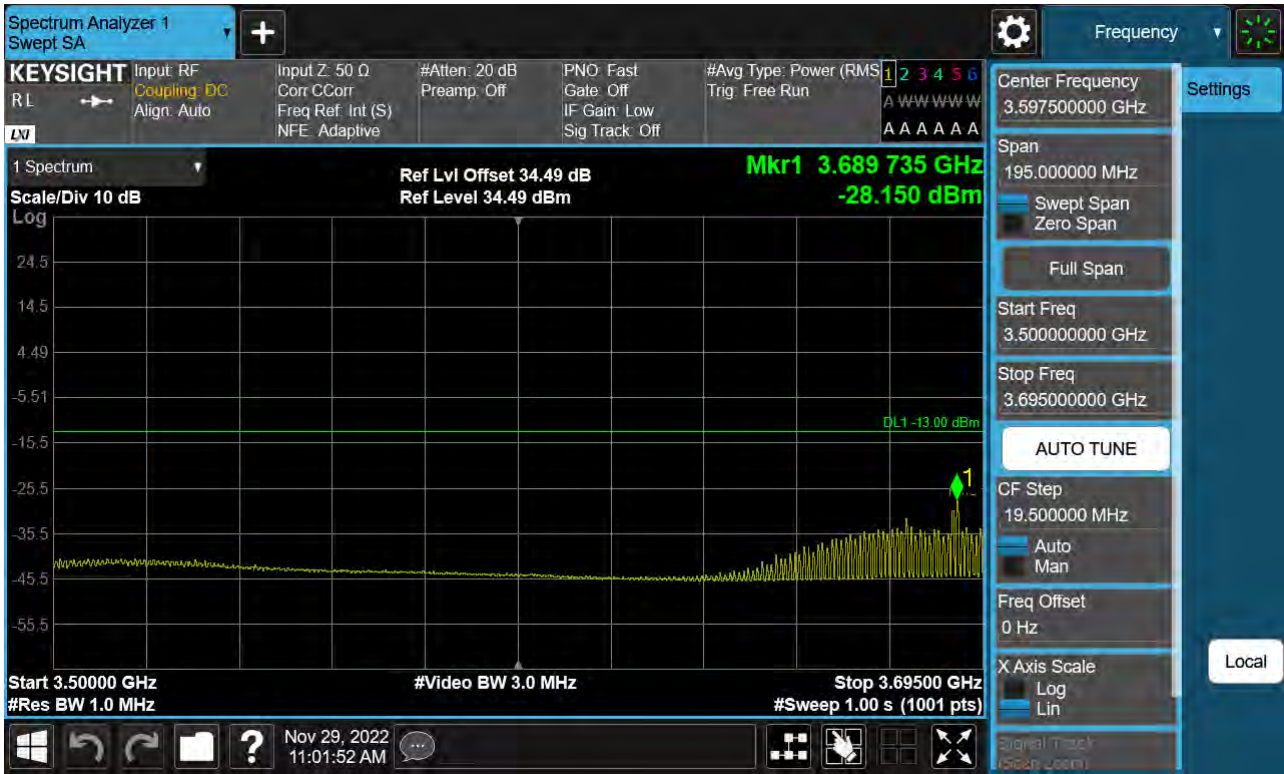 Spectrum Analyzer 1
Swept SA
+
Frequency
KEYSIGHT
RL
LXI
Input: RF
Coupling: DC
Align: Auto
Input Z: 50 Ω
Corr CCorr
Freq Ref: Int (S)
NFE: Adaptive
#Atten: 20 dB
Preamp: Off
PNO: Fast
Gate: Off
IF Gain: Low
Sig Track: Off
#Avg Type: Power (RMS
Trig: Free Run
1 2 3 4 5 6
A W W W W W
A A A A A A
1 Spectrum
Scale/Div 10 dB
Log
Ref Lvl Offset 34.49 dB
Ref Level 34.49 dBm
Mkr1 3.689 735 GHz
-28.150 dBm
24.5
14.5
4.49
-5.51
DL1 -13.00 dBm
-15.5
1
-25.5
-35.5
-45.5
-55.5
Start 3.50000 GHz
#Res BW 1.0 MHz
#Video BW 3.0 MHz
Stop 3.69500 GHz
#Sweep 1.00 s (1001 pts)
?
Nov 29, 2022
11:01:52 AM
Center Frequency
3.597500000 GHz
Span
195.000000 MHz
Swept Span
Zero Span
Full Span
Start Freq
3.500000000 GHz
Stop Freq
3.695000000 GHz
AUTO TUNE
CF Step
19.500000 MHz
Auto
Man
Freq Offset
0 Hz
X Axis Scale
Log
Lin
Signal Track
(Span Zoom)
Settings
Local